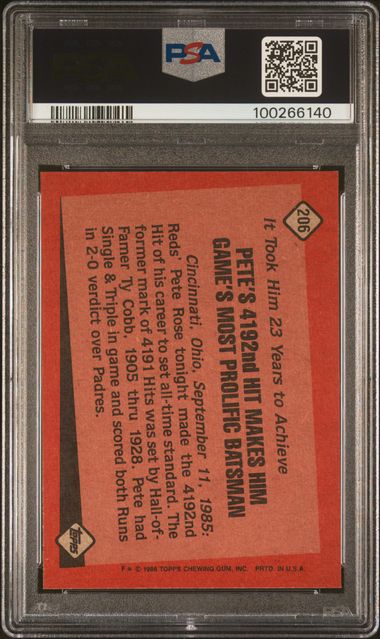 PSA
100266140
206
It Took Him 23 Years to Achieve
PETE'S 4192nd HIT MAKES HIM
GAME'S MOST PROLIFIC BATSMAN
Cincinnati, Ohio, September 11, 1985:
Reds' Pete Rose tonight made the 4192nd
Hit of his career to set all-time standard. The
former mark of 4191 Hits was set by Hall-of-
Famer Ty Cobb, 1905 thru 1928. Pete had
Single & Triple in game and scored both Runs
in 2-0 verdict over Padres.
TOPPS
F* © 1986 TOPPS CHEWING GUM, INC. PRTD. IN U.S.A.
PSA